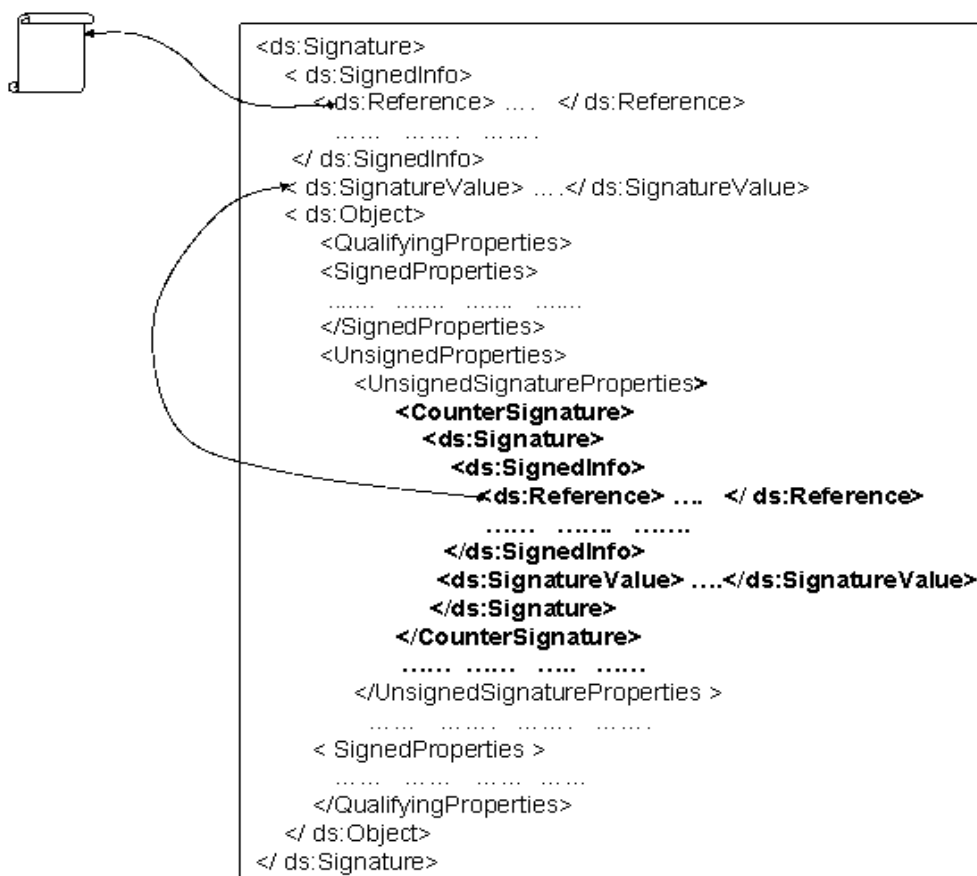 <ds:Signature>
< ds:SignedInfo>
< ds:Reference> .... </ ds:Reference>
...... ....... .......
</ ds:SignedInfo>
< ds:SignatureValue> ....</ ds:SignatureValue>
< ds:Object>
<QualifyingProperties>
<SignedProperties>
....... ....... ....... .......
</SignedProperties>
<UnsignedProperties>
<UnsignedSignatureProperties>
<CounterSignature>
<ds:Signature>
<ds:SignedInfo>
<ds:Reference> .... </ ds:Reference>
...... ....... .......
</ds:SignedInfo>
<ds:SignatureValue> ....</ds:SignatureValue>
</ds:Signature>
</CounterSignature>
...... ...... ..... ......
</UnsignedSignatureProperties >
...... ....... ....... .......
< SignedProperties >
...... ...... ...... ......
</QualifyingProperties>
</ ds:Object>
</ ds:Signature>